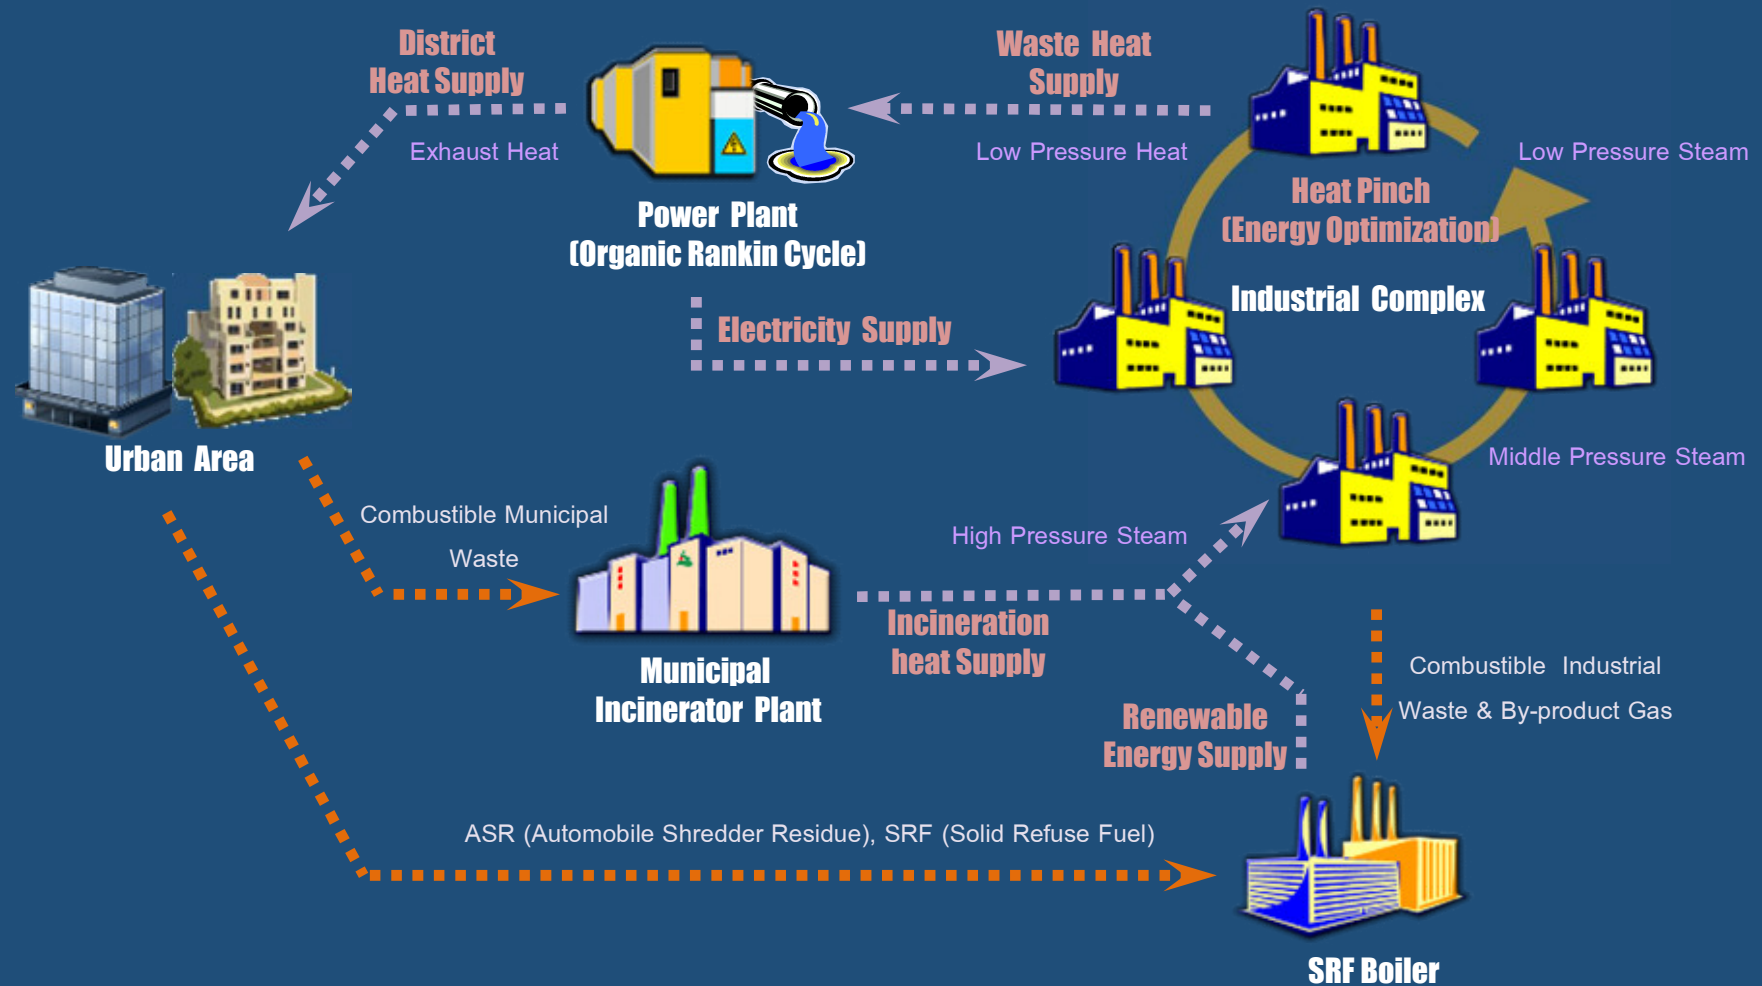 District
Heat Supply
Exhaust Heat
Waste Heat
Supply
Low Pressure Heat
Low Pressure Steam
Heat Pinch
(Energy Optimization)
Industrial Complex
Power Plant
(Organic Rankin Cycle)
Electricity Supply
Urban Area
Middle Pressure Steam
Combustible Municipal
Waste
High Pressure Steam
Incineration
heat Supply
Municipal
Incinerator Plant
Combustible Industrial
Waste & By-product Gas
Renewable
Energy Supply
ASR (Automobile Shredder Residue), SRF (Solid Refuse Fuel)
SRF Boiler